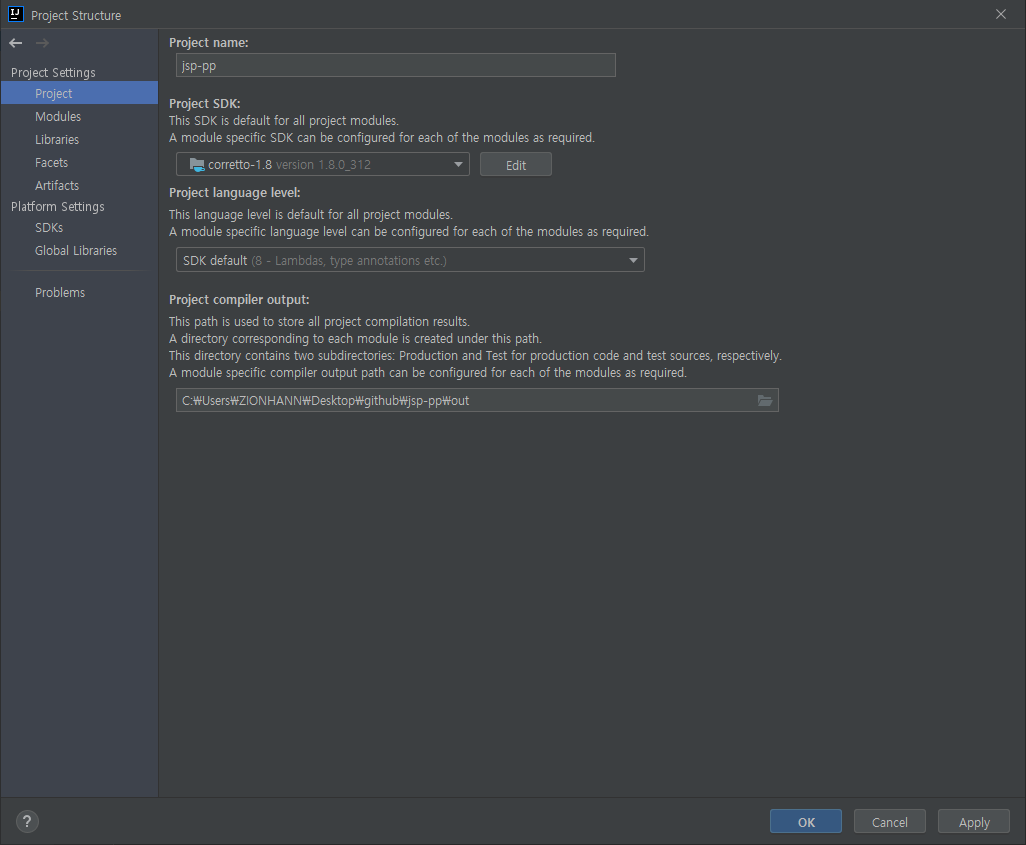 Project Structure
Project name:
jsp-pp
Project Settings
Project
Modules
Libraries
Facets
Artifacts
Platform Settings
SDKs
Global Libraries
Problems
Project SDK:
This SDK is default for all project modules.
A module specific SDK can be configured for each of the modules as required.
corretto-1.8 version 1.8.0_312
Edit
Project language level:
This language level is default for all project modules.
A module specific language level can be configured for each of the modules as required.
SDK default (8 - Lambdas, type annotations etc.)
Project compiler output:
This path is used to store all project compilation results.
A directory corresponding to each module is created under this path.
This directory contains two subdirectories: Production and Test for production code and test sources, respectively.
A module specific compiler output path can be configured for each of the modules as required.
C:₩Users₩ZIONHANN₩Desktop₩github₩jsp-pp₩out
?
OK
Cancel
Apply